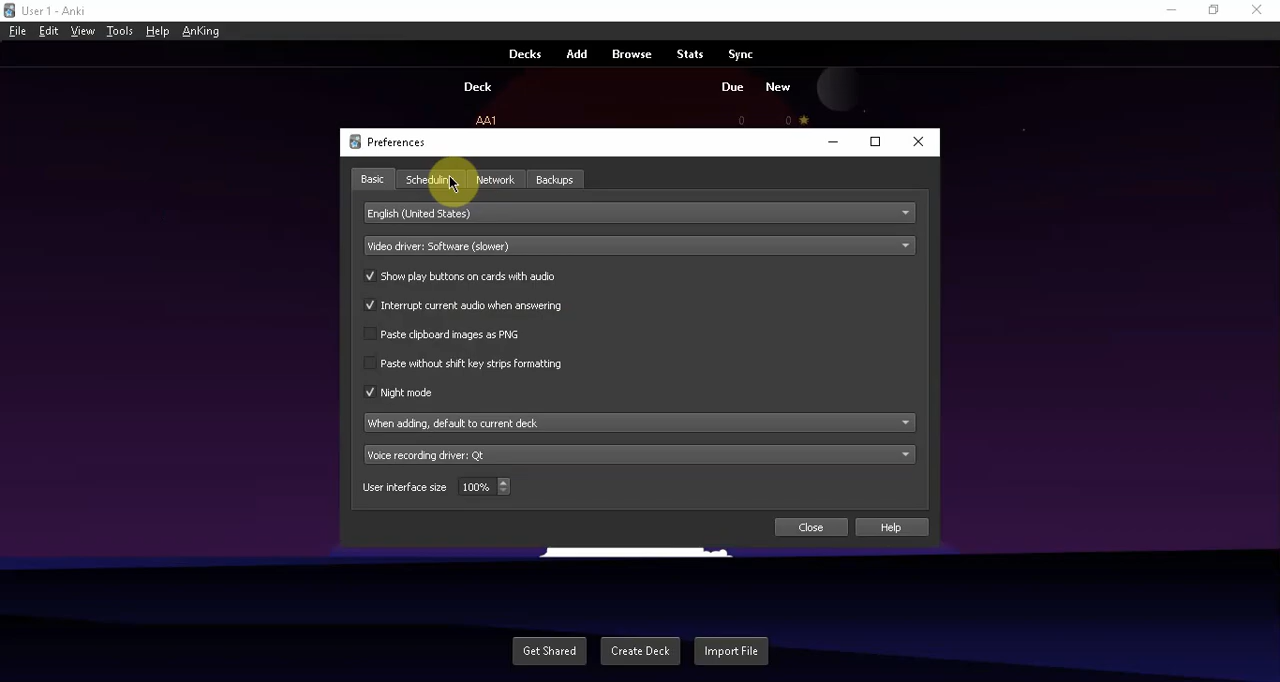 User 1 - Anki
File Edit View Tools Help AnKing
Decks Add Browse Stats Sync
Deck Due New
AA1 0 0
Preferences
Basic Scheduling Network Backups
English (United States)
Video driver: Software (slower)
Show play buttons on cards with audio
Interrupt current audio when answering
Paste clipboard images as PNG
Paste without shift key strips formatting
Night mode
When adding, default to current deck
Voice recording driver: Qt
User interface size 100%
Close Help
Get Shared Create Deck Import File